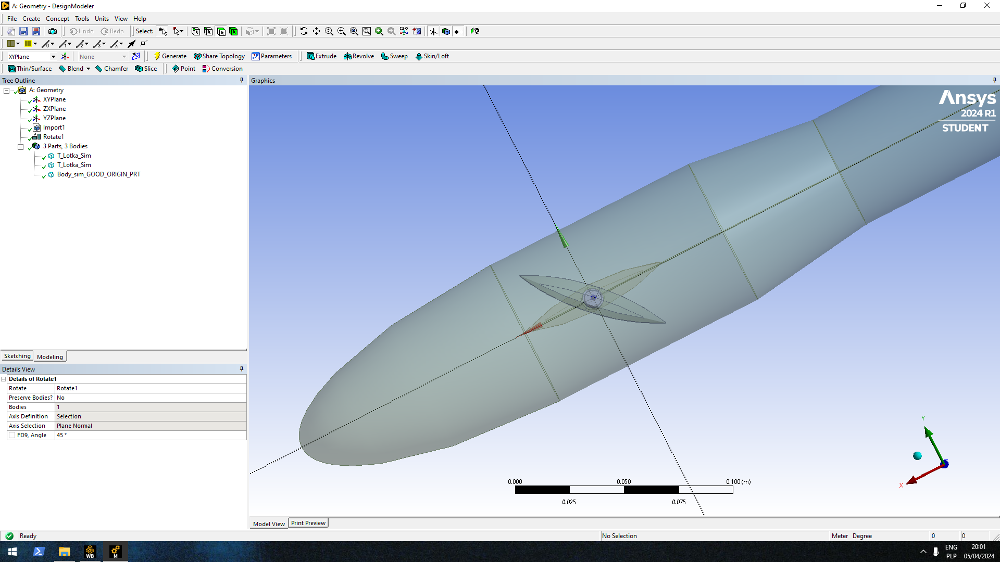 A: Geometry - DesignModeler
File Create Concept Tools Units View Help
Undo Redo Select: ISO
XYPlane None Generate Share Topology Parameters Extrude Revolve Sweep Skin/Loft
Thin/Surface Blend Chamfer Slice Point Conversion
Tree Outline
A: Geometry
XYPlane
ZXPlane
YZPlane
Import1
Rotate1
3 Parts, 3 Bodies
T_Lotka_Sim
T_Lotka_Sim
Body_sim_GOOD_ORIGIN_PRT
Sketching Modeling
Details View
Details of Rotate1
Rotate Rotate1
Preserve Bodies? No
Bodies 1
Axis Definition Selection
Axis Selection Plane Normal
FD9, Angle 45 °
Graphics
Ansys
2024 R1
STUDENT
Y
X
0.000 0.050 0.100 (m)
0.025 0.075
Model View Print Preview
Ready No Selection Meter Degree 0 0
WB M ENG 20:01
PLP 05/04/2024